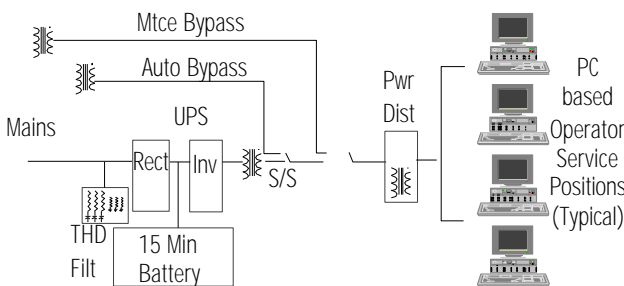 Mtce Bypass
Auto Bypass
UPS
Mains
Rect
Inv
S/S
THD
Filt
15 Min
Battery
Pwr
Dist
PC
based
Operator
Service
Positions
(Typical)